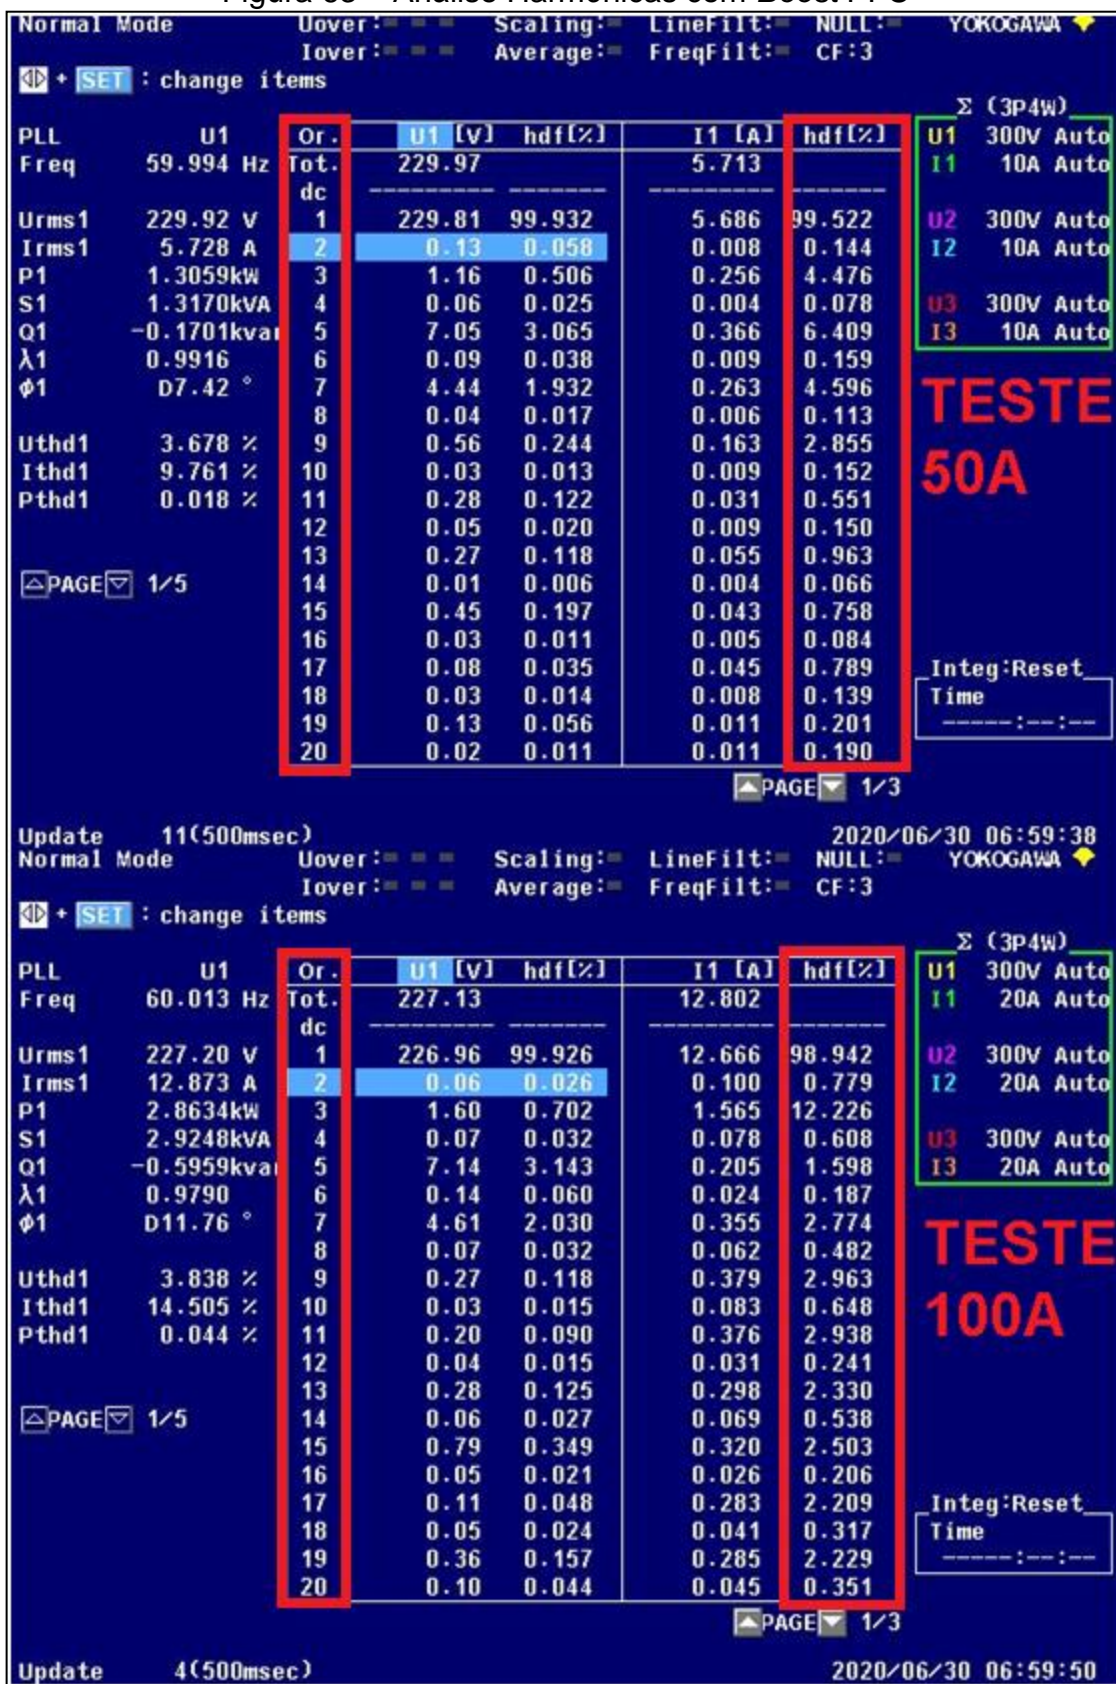 Normal Mode Uover:= = = Scaling:= LineFilt:= NULL:= YOKOGAWA
Iover:= = = Average:= FreqFilt:= CF:3
+ SET : change items
Σ (3P4W)
PLL U1 Or. U1 [V] hdf[%] I1 [A] hdf[%] U1 300V Auto
Freq 59.994 Hz Tot. 229.97 5.713 I1 10A Auto
dc -------- ------- -------- -------
Urms1 229.92 V 1 229.81 99.932 5.686 99.522 U2 300V Auto
Irms1 5.728 A 2 0.13 0.058 0.008 0.144 I2 10A Auto
P1 1.3059kW 3 1.16 0.506 0.256 4.476
S1 1.3170kVA 4 0.06 0.025 0.004 0.078 U3 300V Auto
Q1 -0.1701kvar 5 7.05 3.065 0.366 6.409 I3 10A Auto
λ1 0.9916 6 0.09 0.038 0.009 0.159
φ1 D7.42 ° 7 4.44 1.932 0.263 4.596 TESTE
8 0.04 0.017 0.006 0.113
Uthd1 3.678 % 9 0.56 0.244 0.163 2.855
Ithd1 9.761 % 10 0.03 0.013 0.009 0.152 50A
Pthd1 0.018 % 11 0.28 0.122 0.031 0.551
12 0.05 0.020 0.009 0.150
13 0.27 0.118 0.055 0.963
PAGE 1/5 14 0.01 0.006 0.004 0.066
15 0.45 0.197 0.043 0.758
16 0.03 0.011 0.005 0.084
17 0.08 0.035 0.045 0.789 Integ:Reset
18 0.03 0.014 0.008 0.139 Time
19 0.13 0.056 0.011 0.201 -----:--:--
20 0.02 0.011 0.011 0.190
PAGE 1/3
Update 11(500msec) 2020/06/30 06:59:38
Normal Mode Uover:= = = Scaling:= LineFilt:= NULL:= YOKOGAWA
Iover:= = = Average:= FreqFilt:= CF:3
+ SET : change items
Σ (3P4W)
PLL U1 Or. U1 [V] hdf[%] I1 [A] hdf[%] U1 300V Auto
Freq 60.013 Hz Tot. 227.13 12.802 I1 20A Auto
dc -------- ------- -------- -------
Urms1 227.20 V 1 226.96 99.926 12.666 98.942 U2 300V Auto
Irms1 12.873 A 2 0.06 0.026 0.100 0.779 I2 20A Auto
P1 2.8634kW 3 1.60 0.702 1.565 12.226
S1 2.9248kVA 4 0.07 0.032 0.078 0.608 U3 300V Auto
Q1 -0.5959kvar 5 7.14 3.143 0.205 1.598 I3 20A Auto
λ1 0.9790 6 0.14 0.060 0.024 0.187
φ1 D11.76 ° 7 4.61 2.030 0.355 2.774 TESTE
8 0.07 0.032 0.062 0.482
Uthd1 3.838 % 9 0.27 0.118 0.379 2.963
Ithd1 14.505 % 10 0.03 0.015 0.083 0.648 100A
Pthd1 0.044 % 11 0.20 0.090 0.376 2.938
12 0.04 0.015 0.031 0.241
13 0.28 0.125 0.298 2.330
PAGE 1/5 14 0.06 0.027 0.069 0.538
15 0.79 0.349 0.320 2.503
16 0.05 0.021 0.026 0.206
17 0.11 0.048 0.283 2.209 Integ:Reset
18 0.05 0.024 0.041 0.317 Time
19 0.36 0.157 0.285 2.229 -----:--:--
20 0.10 0.044 0.045 0.351
PAGE 1/3
Update 4(500msec) 2020/06/30 06:59:50